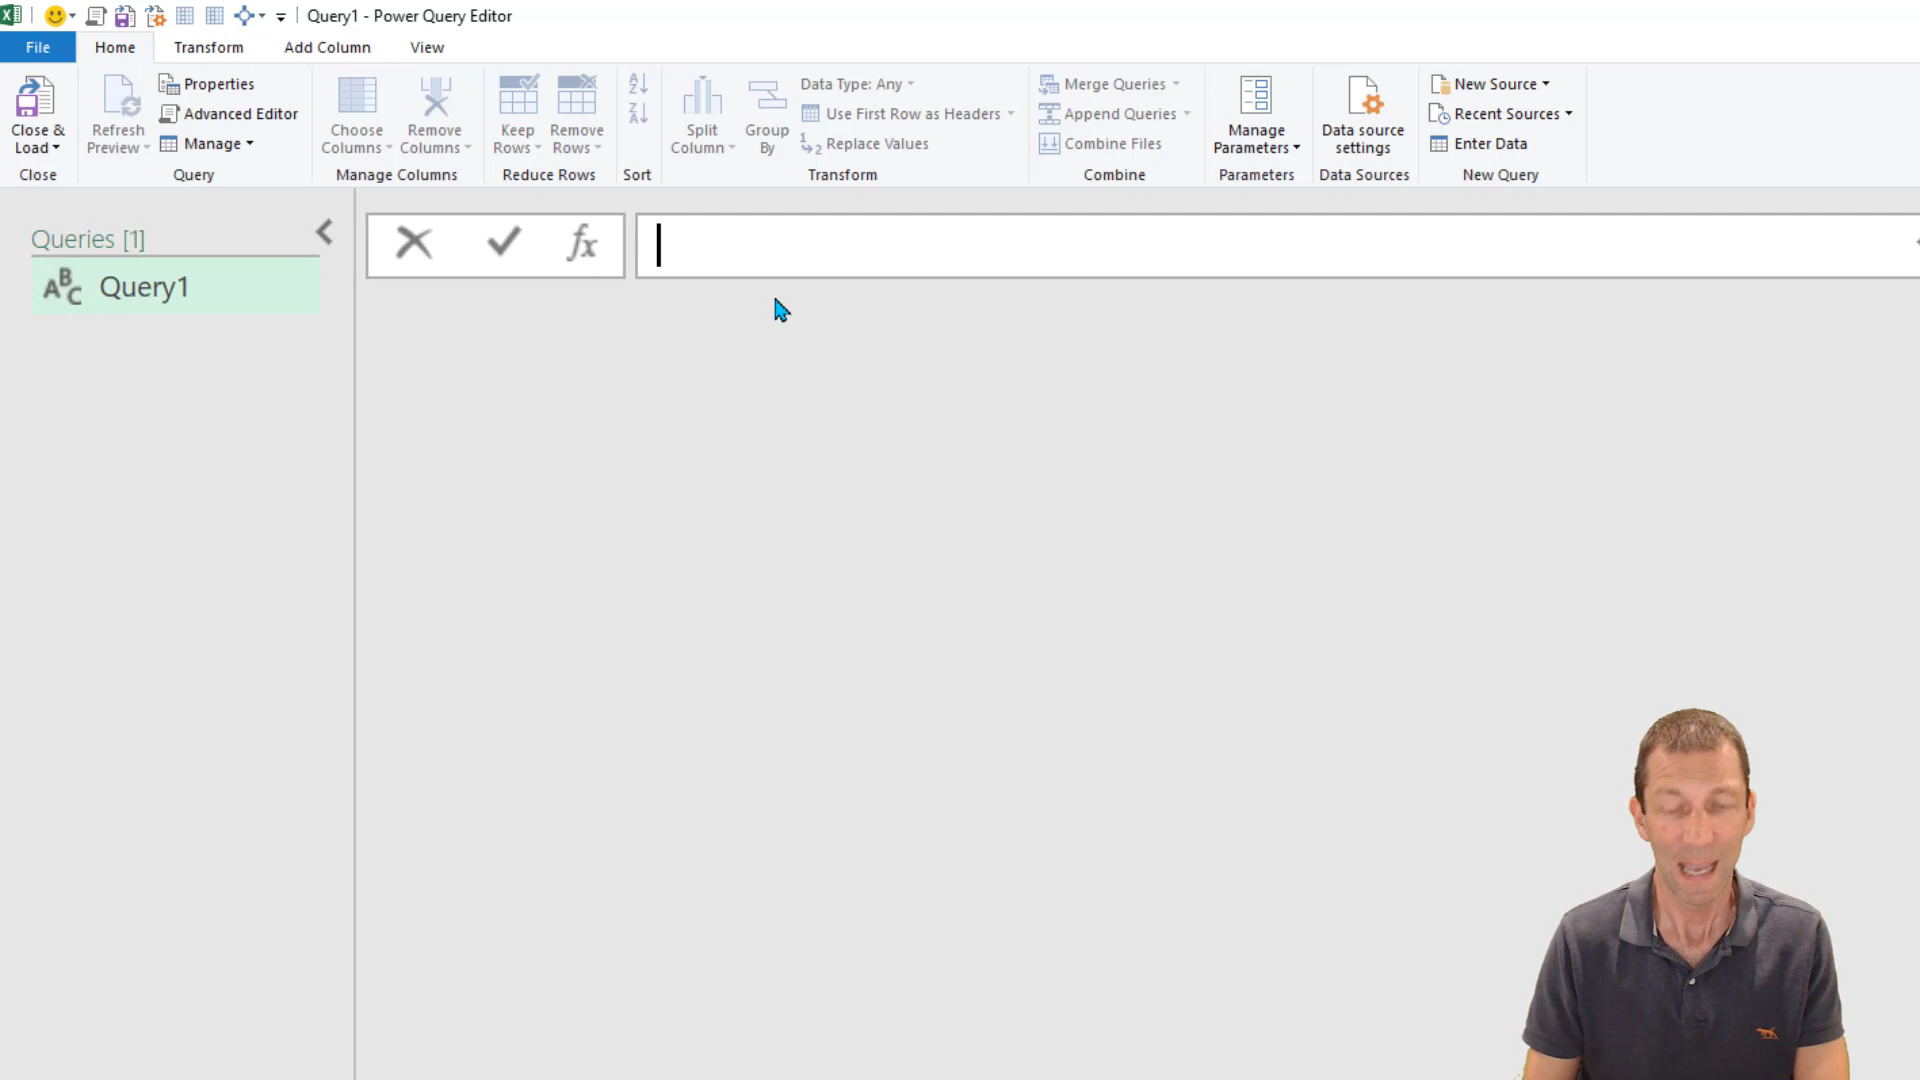 Query1 - Power Query Editor
File Home Transform Add Column View
Close & Load
Refresh Preview
Properties
Advanced Editor
Manage
Choose Columns
Remove Columns
Keep Rows
Remove Rows
A Z
Z A
Split Column
Group By
Data Type: Any
Use First Row as Headers
1 2 Replace Values
Merge Queries
Append Queries
Combine Files
Manage Parameters
Data source settings
New Source
Recent Sources
Enter Data
Close Query Manage Columns Reduce Rows Sort Transform Combine Parameters Data Sources New Query
Queries [1]
fx
ABC Query1